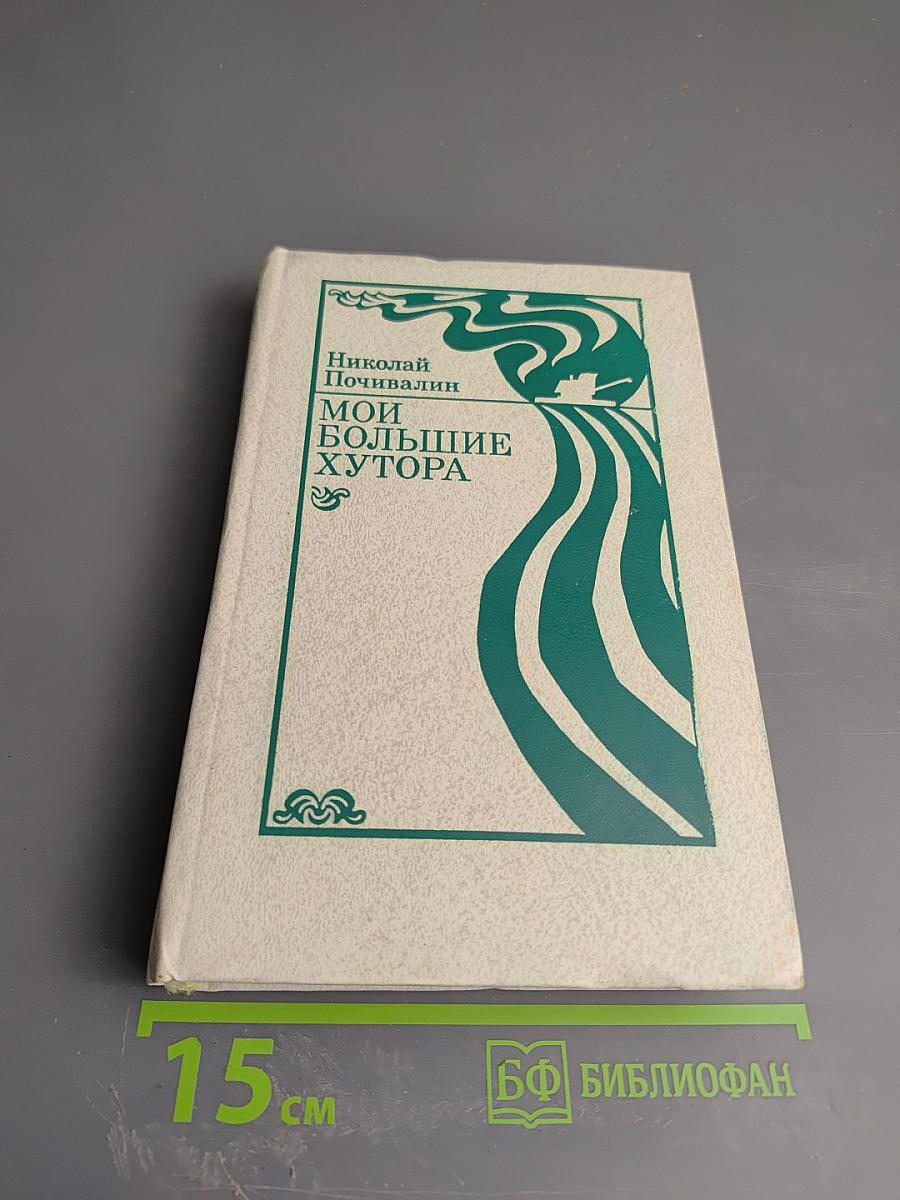 Николай
Почивалин
МОИ
БОЛЬШИЕ
ХУТОРА
15 см
БФ БИБЛИОФАН